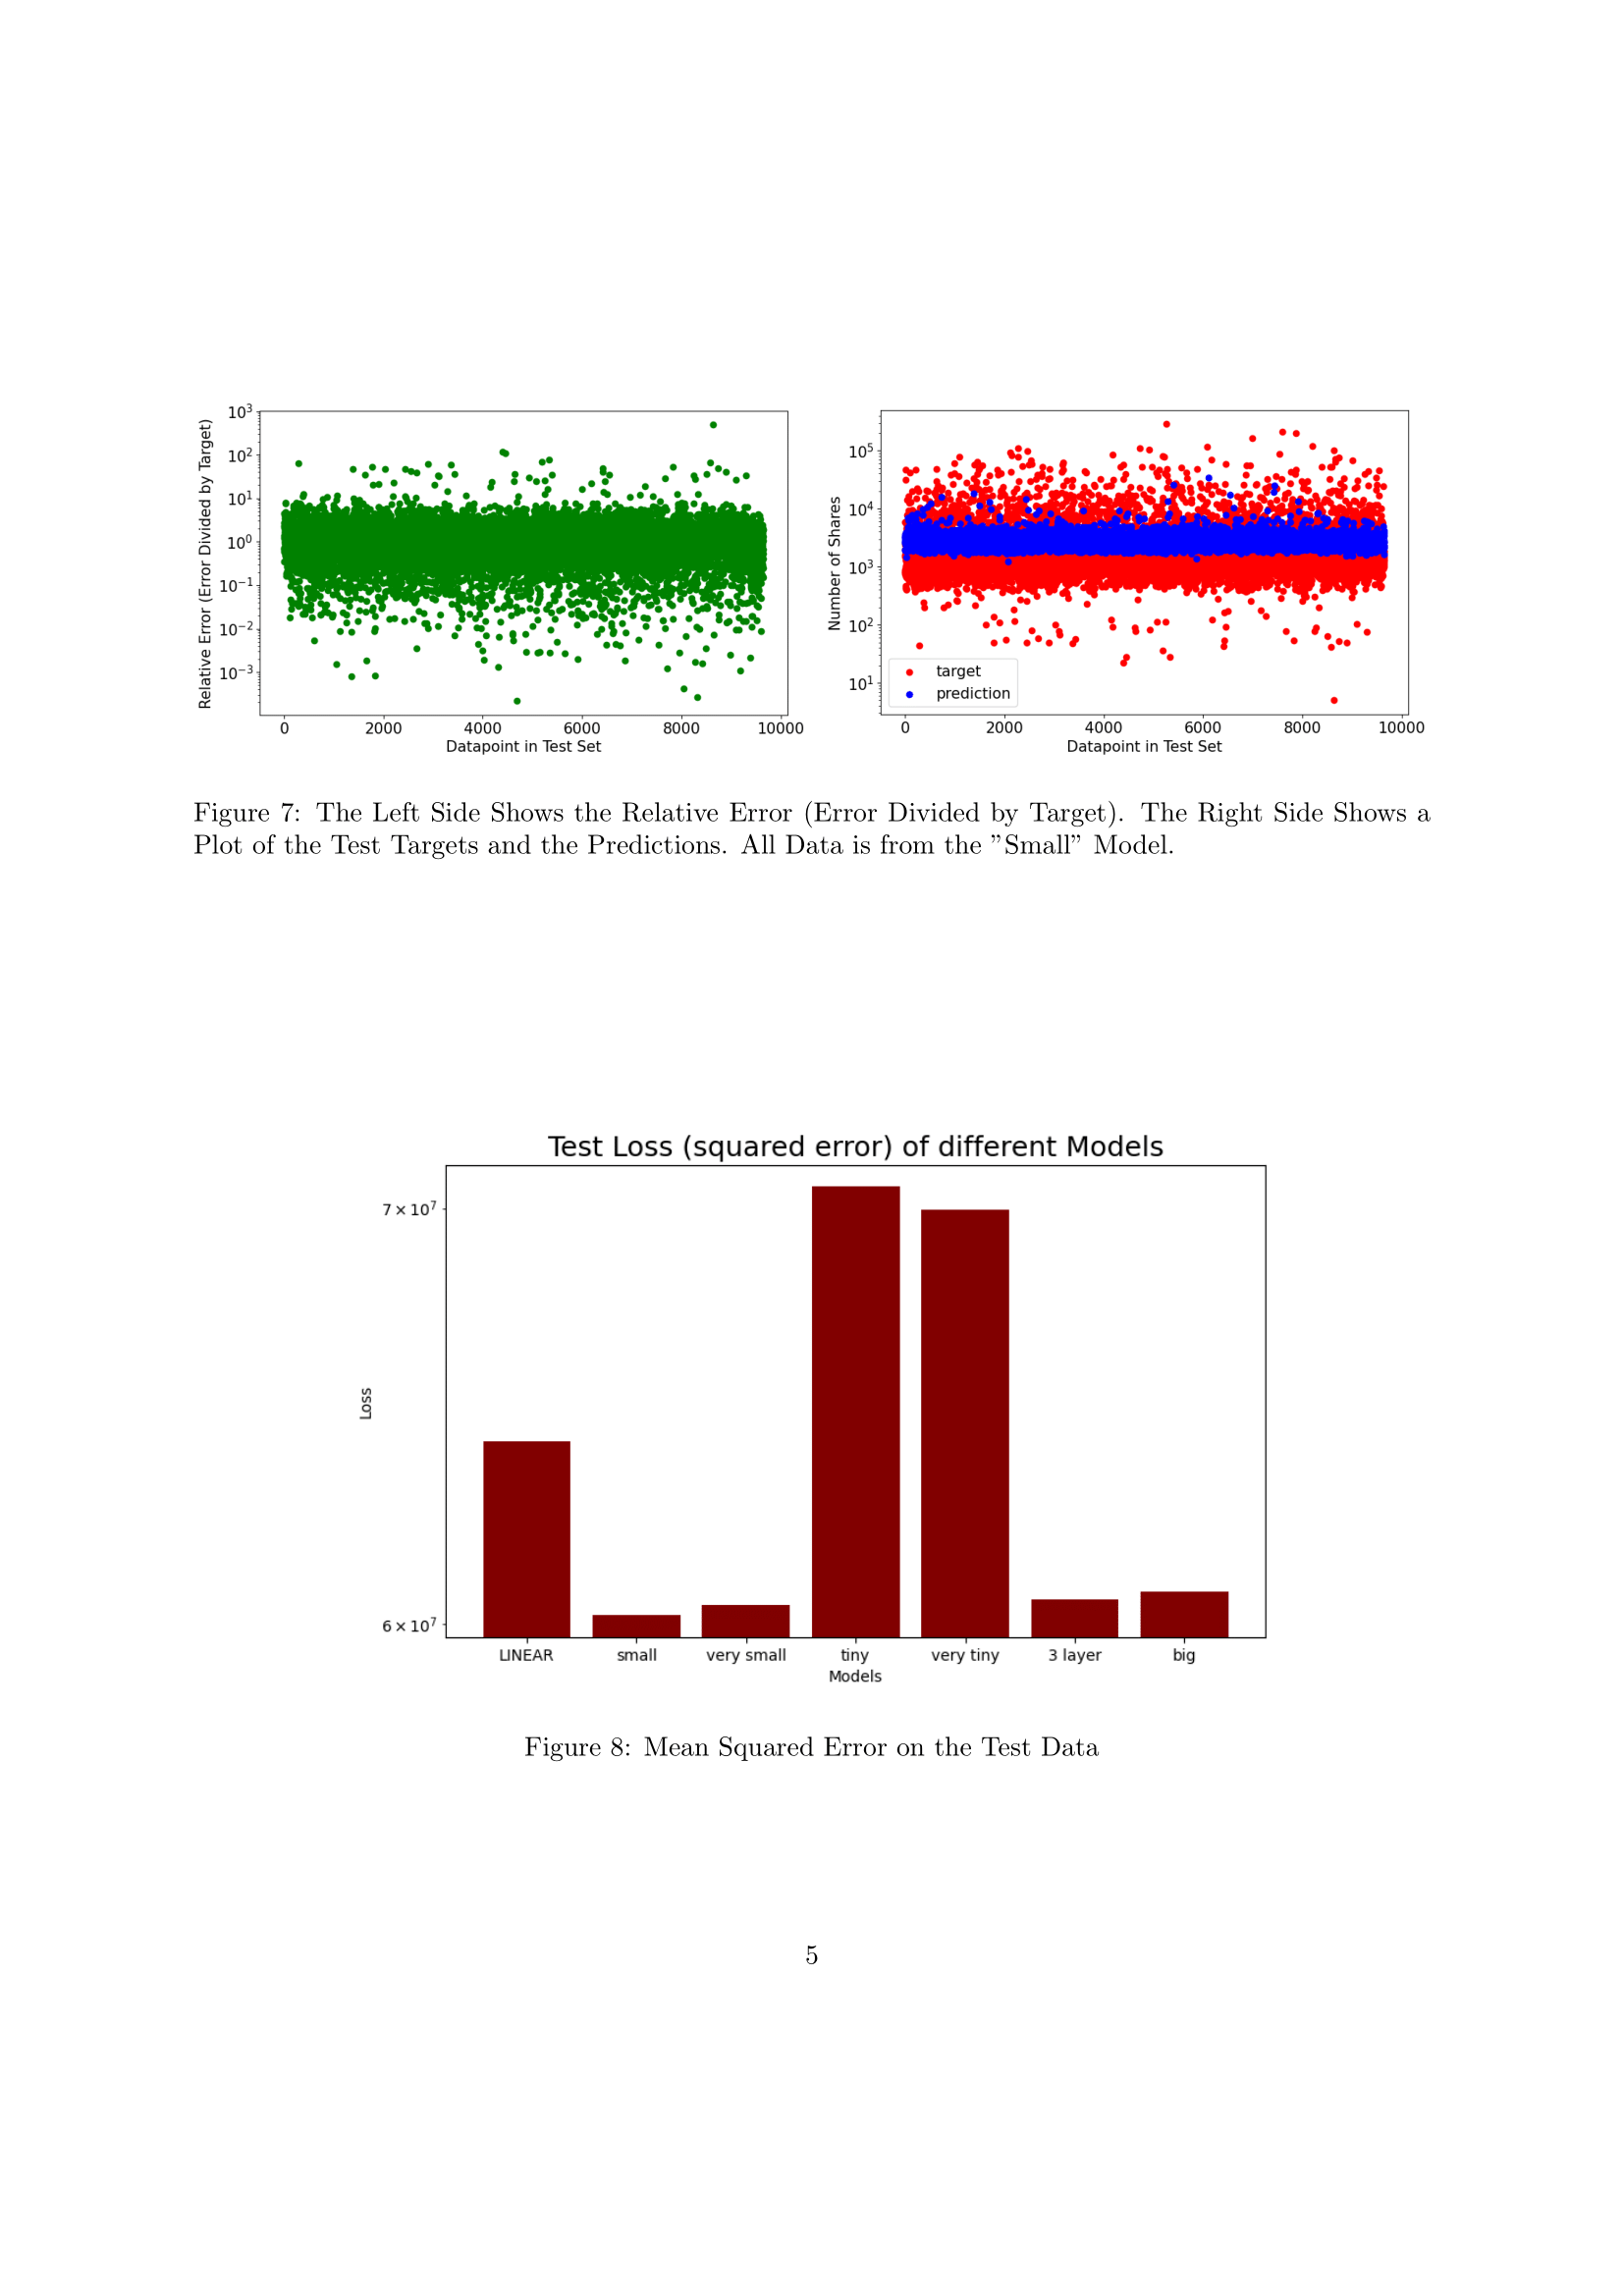 10³
10²
10¹
10⁰
10⁻¹
10⁻²
10⁻³
Relative Error (Error Divided by Target)
0 2000 4000 6000 8000 10000
Datapoint in Test Set
10⁵
10⁴
10³
10²
10¹
Number of Shares
target
prediction
0 2000 4000 6000 8000 10000
Datapoint in Test Set
Figure 7: The Left Side Shows the Relative Error (Error Divided by Target). The Right Side Shows a
Plot of the Test Targets and the Predictions. All Data is from the ”Small” Model.
Test Loss (squared error) of different Models
7 × 10⁷
6 × 10⁷
Loss
LINEAR small very small tiny very tiny 3 layer big
Models
Figure 8: Mean Squared Error on the Test Data
5